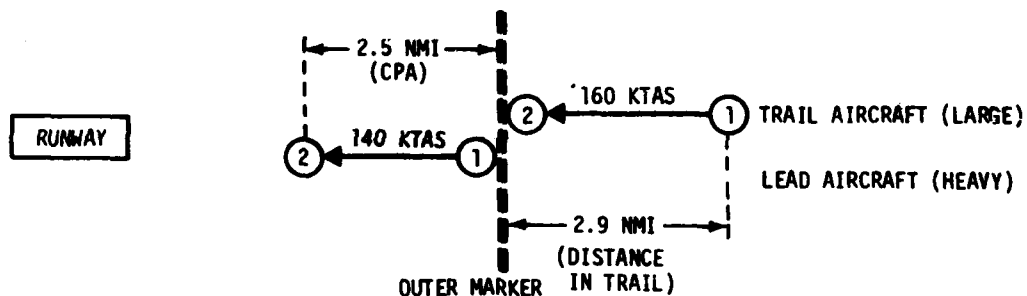 2.5 NMI
(CPA)
160 KTAS
2
1
TRAIL AIRCRAFT (LARGE)
RUNWAY
140 KTAS
2
1
LEAD AIRCRAFT (HEAVY)
2.9 NMI
(DISTANCE
IN TRAIL)
OUTER MARKER